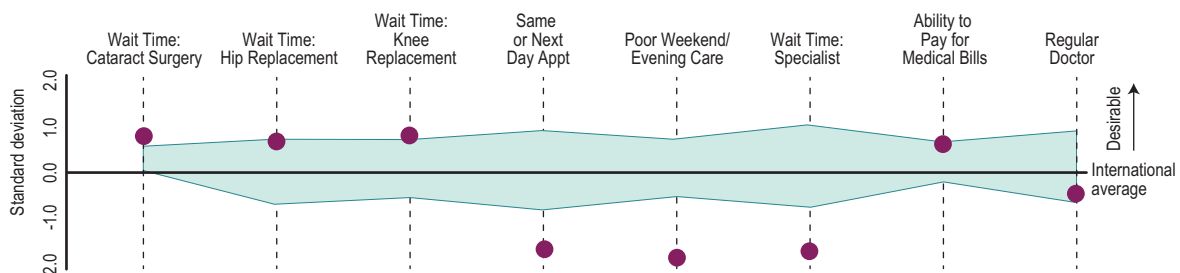 Wait Time:
Cataract Surgery
Wait Time:
Hip Replacement
Wait Time:
Knee
Replacement
Same
or Next
Day Appt
Poor Weekend/
Evening Care
Wait Time:
Specialist
Ability to
Pay for
Medical Bills
Regular
Doctor
Standard deviation
2.0
1.0
0.0
-1.0
2.0
Desirable
International
average